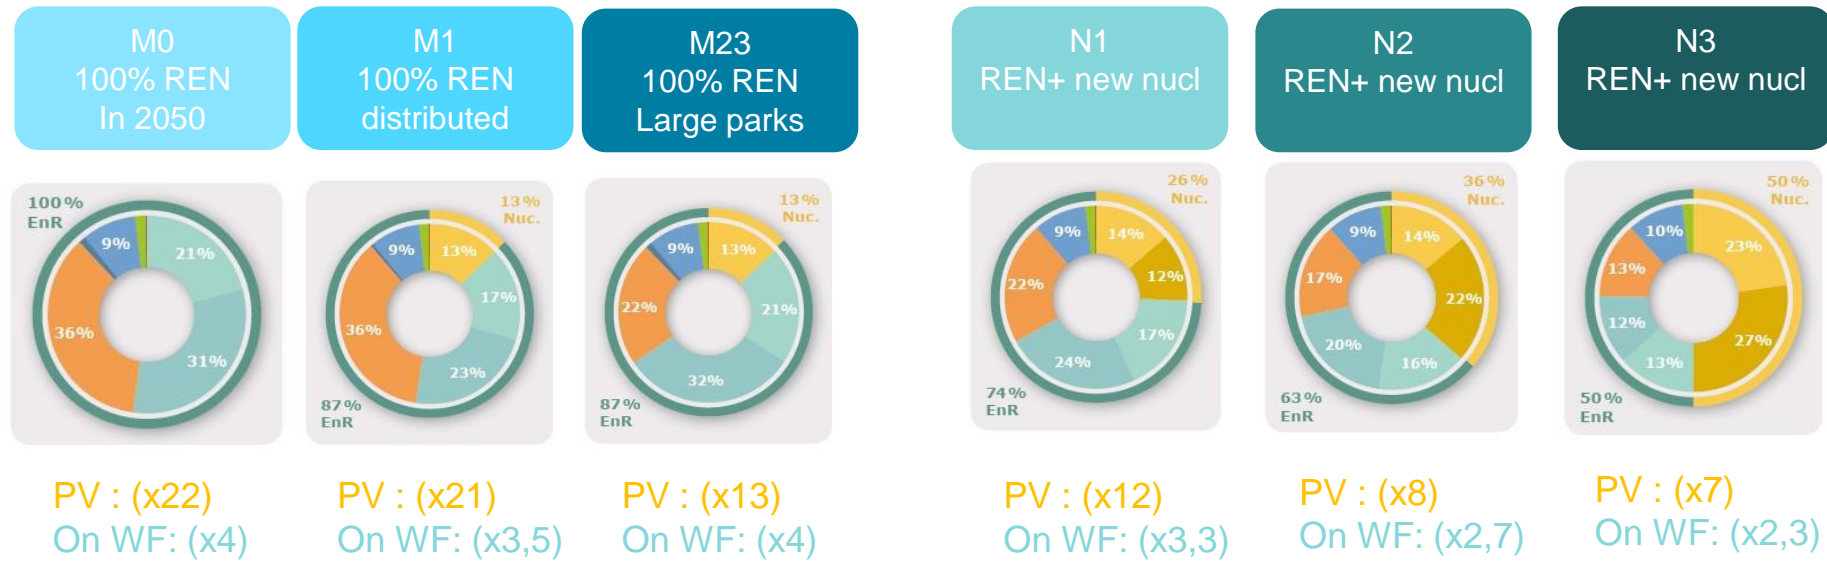 M0
100% REN
In 2050
M1
100% REN
distributed
M23
100% REN
Large parks
N1
REN+ new nucl
N2
REN+ new nucl
N3
REN+ new nucl
100%
EnR
9%
21%
36%
31%
13%
Nuc.
9%
13%
17%
36%
23%
87%
EnR
13%
Nuc.
9%
13%
22%
21%
32%
87%
EnR
26%
Nuc.
9%
14%
12%
22%
17%
24%
74%
EnR
36%
Nuc.
9%
14%
17%
22%
20%
16%
63%
EnR
50%
Nuc.
10%
23%
13%
12%
27%
13%
50%
EnR
PV : (x22)
On WF: (x4)
PV : (x21)
On WF: (x3,5)
PV : (x13)
On WF: (x4)
PV : (x12)
On WF: (x3,3)
PV : (x8)
On WF: (x2,7)
PV : (x7)
On WF: (x2,3)